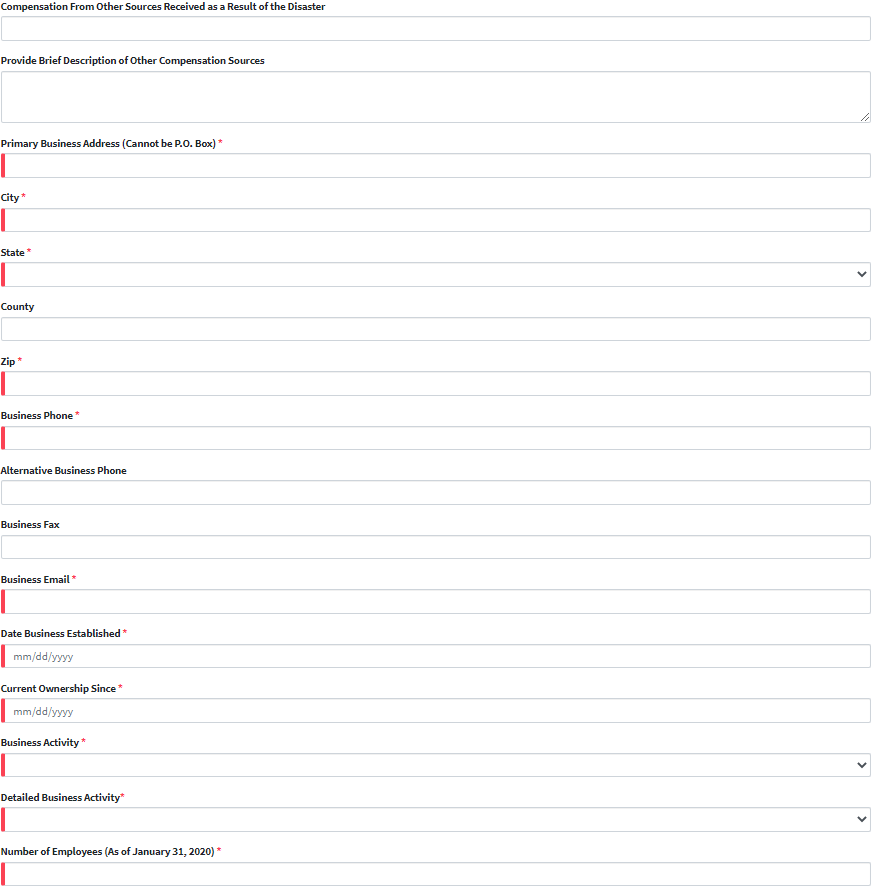 Compensation From Other Sources Received as a Result of the Disaster
Provide Brief Description of Other Compensation Sources
Primary Business Address (Cannot be P.O. Box) *
City *
State *
County
Zip *
Business Phone *
Alternative Business Phone
Business Fax
Business Email *
Date Business Established *
mm/dd/yyyy
Current Ownership Since *
mm/dd/yyyy
Business Activity *
Detailed Business Activity*
Number of Employees (As of January 31, 2020) *